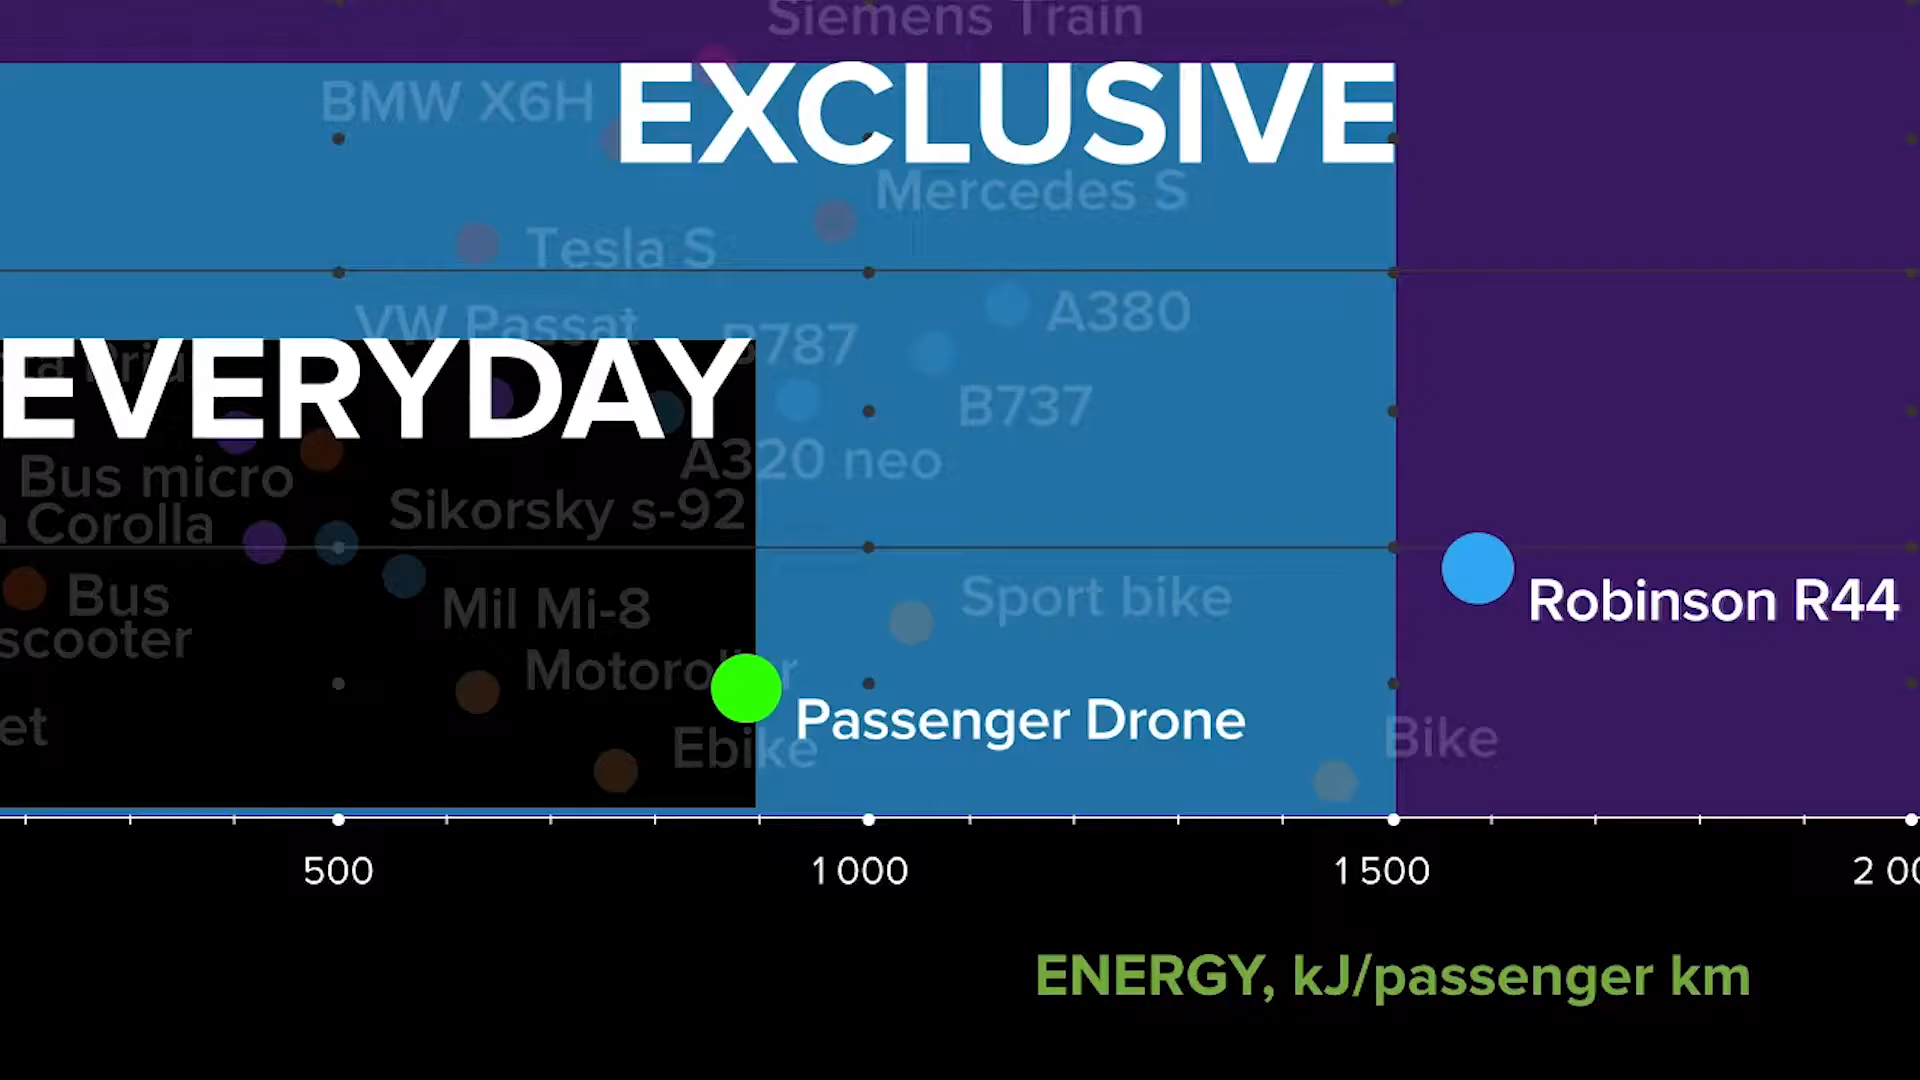 Siemens Train
BMW X6H
EXCLUSIVE
Mercedes S
Tesla S
A380
VW Passat
B787
EVERYDAY
B737
A320 neo
Bus micro
Sikorsky s-92
Corolla
Bus
Mil Mi-8
Sport bike
Robinson R44
scooter
Passenger Drone
Ebike
Bike
500
1 000
1 500
ENERGY, kJ/passenger km